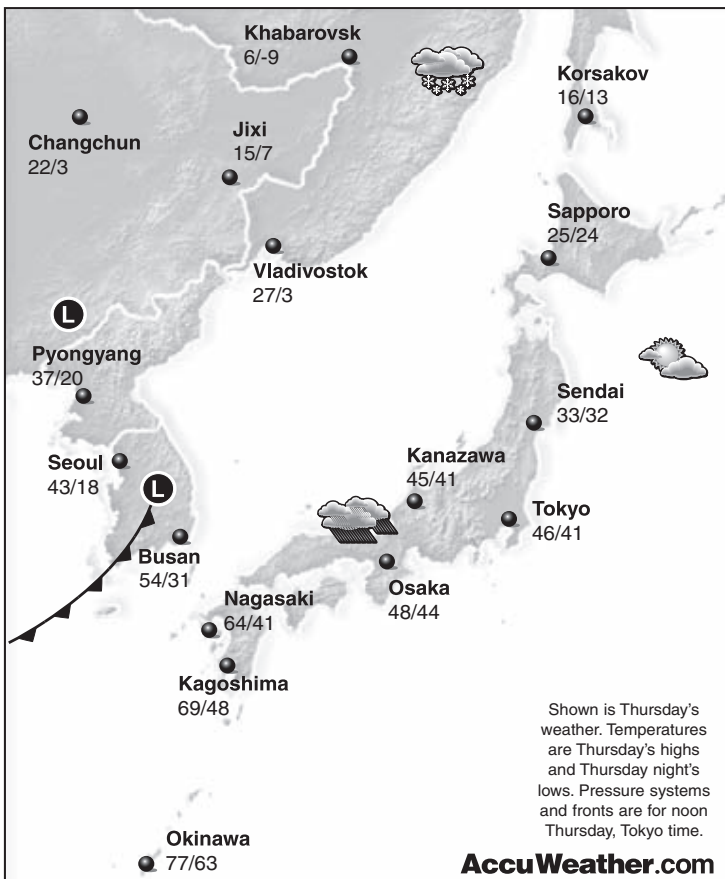 Khabarovsk
6/-9
Korsakov
16/13
Changchun
22/3
Jixi
15/7
Sapporo
25/24
Vladivostok
27/3
L
Pyongyang
37/20
Sendai
33/32
Seoul
43/18
L
Kanazawa
45/41
Tokyo
46/41
Busan
54/31
Osaka
48/44
Nagasaki
64/41
Kagoshima
69/48
Shown is Thursday's
weather. Temperatures
are Thursday's highs
and Thursday night's
lows. Pressure systems
and fronts are for noon
Thursday, Tokyo time.
Okinawa
77/63
AccuWeather.com